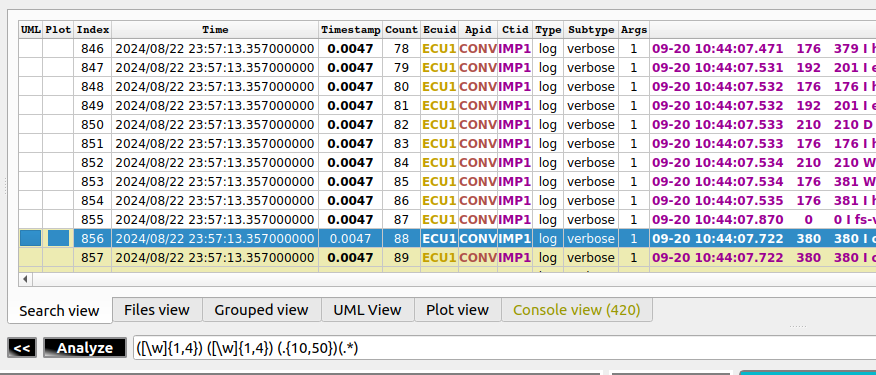 UML Plot Index Time Timestamp Count Ecuid Apid Ctid Type Subtype Args
846 2024/08/22 23:57:13.357000000 0.0047 78 ECU1 CONV IMP1 log verbose 1 09-20 10:44:07.471 176 379 I h
847 2024/08/22 23:57:13.357000000 0.0047 79 ECU1 CONV IMP1 log verbose 1 09-20 10:44:07.531 192 201 I e
848 2024/08/22 23:57:13.357000000 0.0047 80 ECU1 CONV IMP1 log verbose 1 09-20 10:44:07.532 176 176 I h
849 2024/08/22 23:57:13.357000000 0.0047 81 ECU1 CONV IMP1 log verbose 1 09-20 10:44:07.532 192 201 I e
850 2024/08/22 23:57:13.357000000 0.0047 82 ECU1 CONV IMP1 log verbose 1 09-20 10:44:07.533 210 210 D
851 2024/08/22 23:57:13.357000000 0.0047 83 ECU1 CONV IMP1 log verbose 1 09-20 10:44:07.533 176 176 I h
852 2024/08/22 23:57:13.357000000 0.0047 84 ECU1 CONV IMP1 log verbose 1 09-20 10:44:07.534 210 210 W
853 2024/08/22 23:57:13.357000000 0.0047 85 ECU1 CONV IMP1 log verbose 1 09-20 10:44:07.534 176 381 W
854 2024/08/22 23:57:13.357000000 0.0047 86 ECU1 CONV IMP1 log verbose 1 09-20 10:44:07.535 176 381 I h
855 2024/08/22 23:57:13.357000000 0.0047 87 ECU1 CONV IMP1 log verbose 1 09-20 10:44:07.870 0 0 I fs-v
856 2024/08/22 23:57:13.357000000 0.0047 88 ECU1 CONV IMP1 log verbose 1 09-20 10:44:07.722 380 380 I c
857 2024/08/22 23:57:13.357000000 0.0047 89 ECU1 CONV IMP1 log verbose 1 09-20 10:44:07.722 380 380 I c
Search view Files view Grouped view UML View Plot view Console view (420)
<< Analyze ([\w]{1,4}) ([\w]{1,4}) (.{10,50})(.*)